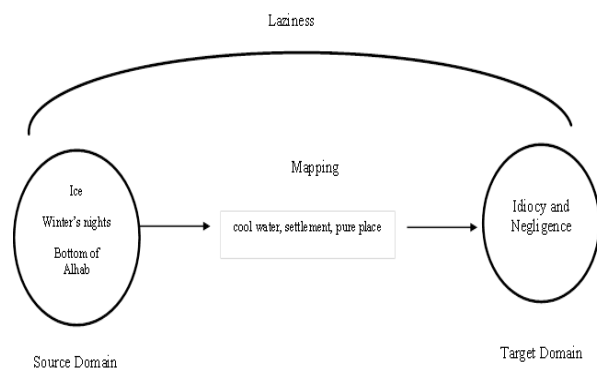 Laziness
Mapping
Ice
Winter's nights
Bottom of
Alhab
cool water, settlement, pure place
Idiocy and
Negligence
Source Domain
Target Domain